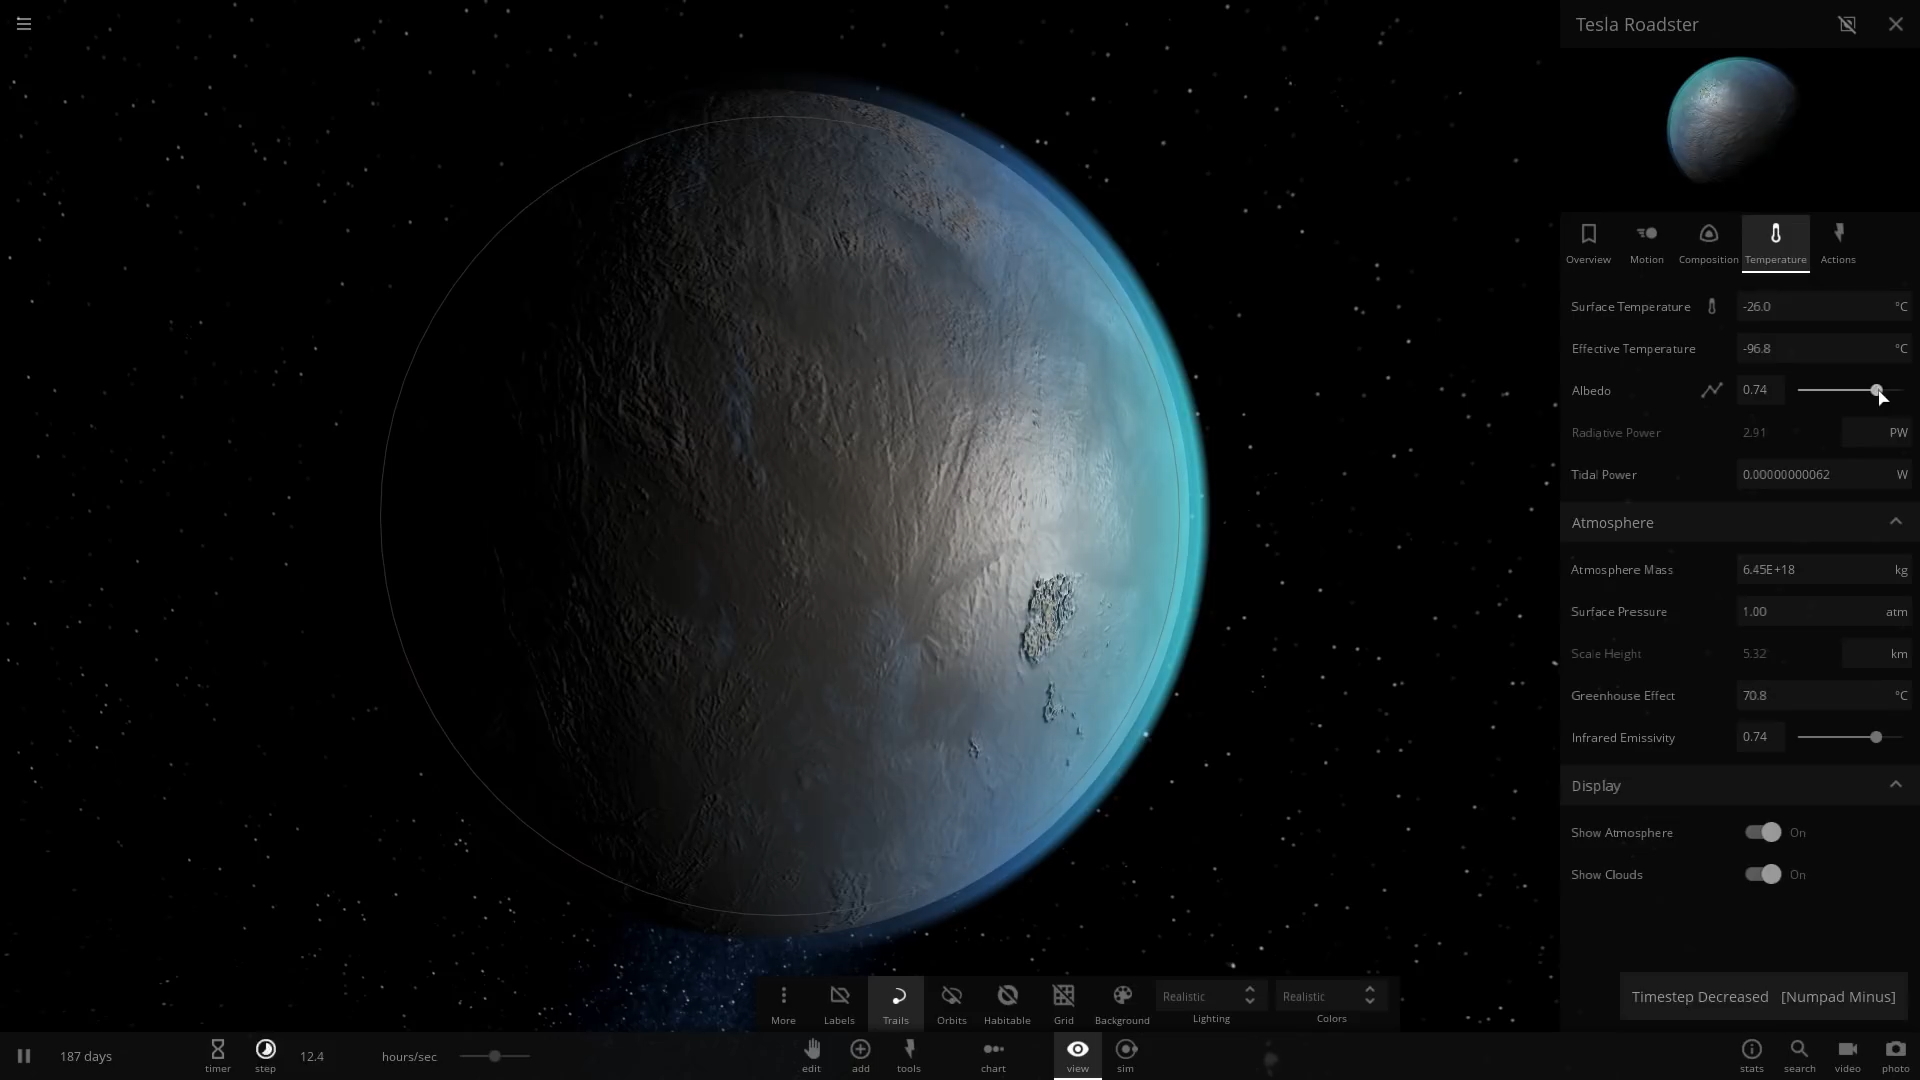 Tesla Roadster
Overview Motion Composition Temperature Actions
Surface Temperature -26.0 °C
Effective Temperature -96.8 °C
Albedo 0.74
Radiative Power 2.91 PW
Tidal Power 0.00000000062 W
Atmosphere
Atmosphere Mass 6.45E+18 kg
Surface Pressure 1.00 atm
Scale Height 5.32 km
Greenhouse Effect 70.8 °C
Infrared Emissivity 0.74
Display
Show Atmosphere On
Show Clouds On
Timestep Decreased [Numpad Minus]
Realistic Realistic
More Labels Trails Orbits Habitable Grid Background Lighting Colors
187 days 12.4 hours/sec
timer step edit add tools chart view sim stats search video photo